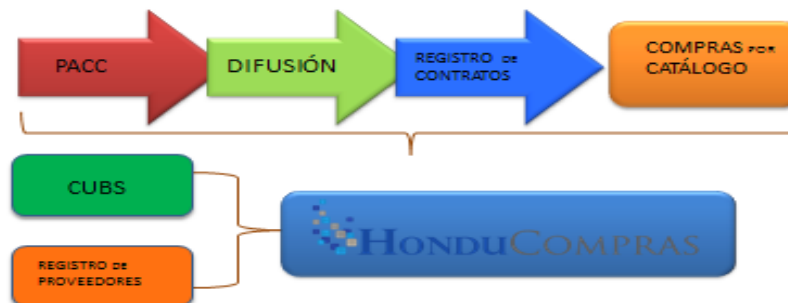 PACC
DIFUSIÓN
REGISTRO DE
CONTRATOS
COMPRAS POR
CATÁLOGO
CUBS
HONDUCOMPRAS
REGISTRO DE
PROVEEDORES